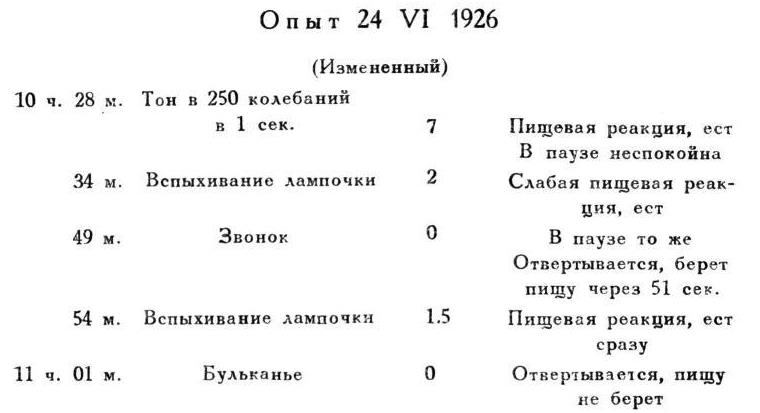 Опыт 24 VI 1926
(Измененный)
10 ч. 28 м. Тон в 250 колебаний
в 1 сек. 7 Пищевая реакция, ест
В паузе неспокойна
34 м. Вспыхивание лампочки 2 Слабая пищевая реак-
ция, ест
49 м. Звонок 0 В паузе то же
Отвертывается, берет
пищу через 51 сек.
54 м. Вспыхивание лампочки 1.5 Пищевая реакция, ест
сразу
11 ч. 01 м. Бульканье 0 Отвертывается, пищу
не берет